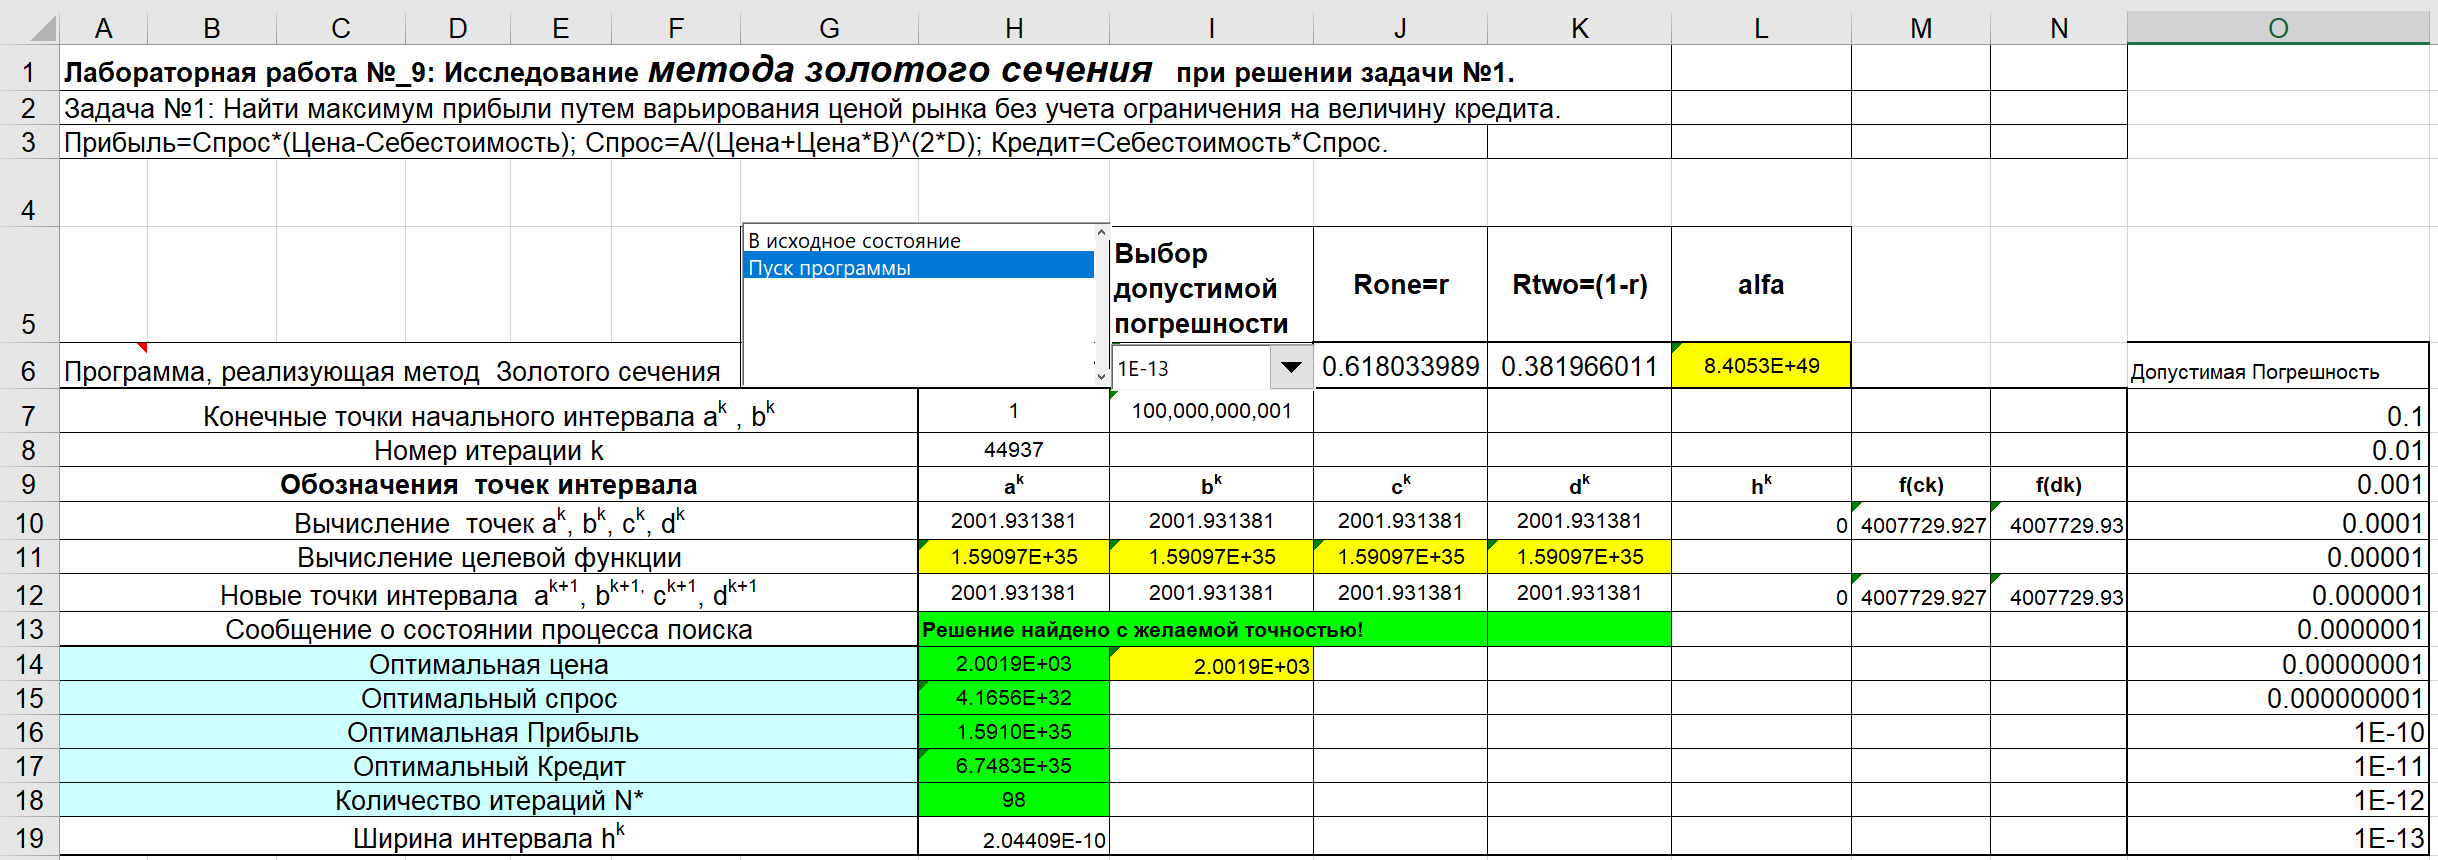 A B C D E F G H I J K L M N O
1 Лабораторная работа №_9: Исследование метода золотого сечения при решении задачи №1.
2 Задача №1: Найти максимум прибыли путем варьирования ценой рынка без учета ограничения на величину кредита.
3 Прибыль=Спрос*(Цена-Себестоимость); Спрос=A/(Цена+Цена*B)^(2*D); Кредит=Себестоимость*Спрос.
4
В исходное состояние
Пуск программы
5 Выбор допустимой погрешности Rone=r Rtwo=(1-r) alfa
6 Программа, реализующая метод Золотого сечения 1E-13 0.618033989 0.381966011 8.4053E+49 Допустимая Погрешность
7 Конечные точки начального интервала a^k , b^k 1 100,000,000,001 0.1
8 Номер итерации k 44937 0.01
9 Обозначения точек интервала a^k b^k c^k d^k h^k f(ck) f(dk) 0.001
10 Вычисление точек a^k, b^k, c^k, d^k 2001.931381 2001.931381 2001.931381 2001.931381 0 4007729.927 4007729.93 0.0001
11 Вычисление целевой функции 1.59097E+35 1.59097E+35 1.59097E+35 1.59097E+35 0.00001
12 Новые точки интервала a^k+1, b^k+1, c^k+1, d^k+1 2001.931381 2001.931381 2001.931381 2001.931381 0 4007729.927 4007729.93 0.000001
13 Сообщение о состоянии процесса поиска Решение найдено с желаемой точностью! 0.0000001
14 Оптимальная цена 2.0019E+03 2.0019E+03 0.00000001
15 Оптимальный спрос 4.1656E+32 0.000000001
16 Оптимальная Прибыль 1.5910E+35 1E-10
17 Оптимальный Кредит 6.7483E+35 1E-11
18 Количество итераций N* 98 1E-12
19 Ширина интервала h^k 2.04409E-10 1E-13